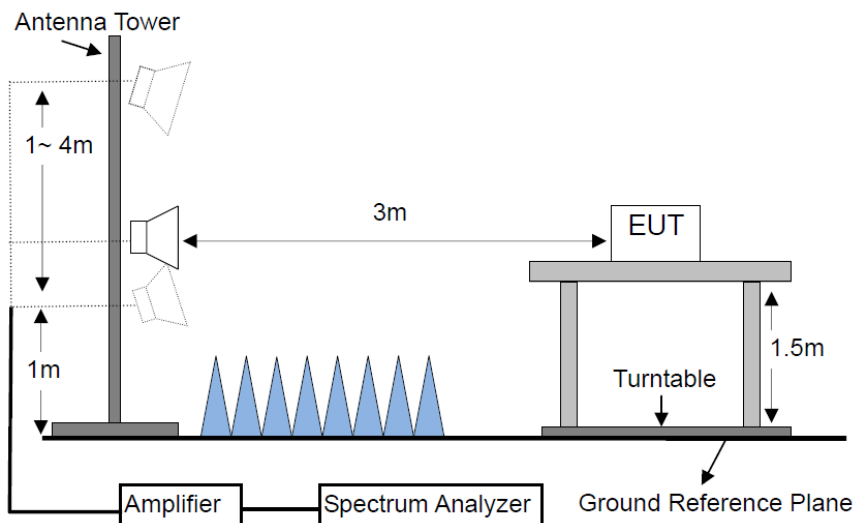 Antenna Tower
1~ 4m
3m
EUT
1m
1.5m
Turntable
Amplifier
Spectrum Analyzer
Ground Reference Plane